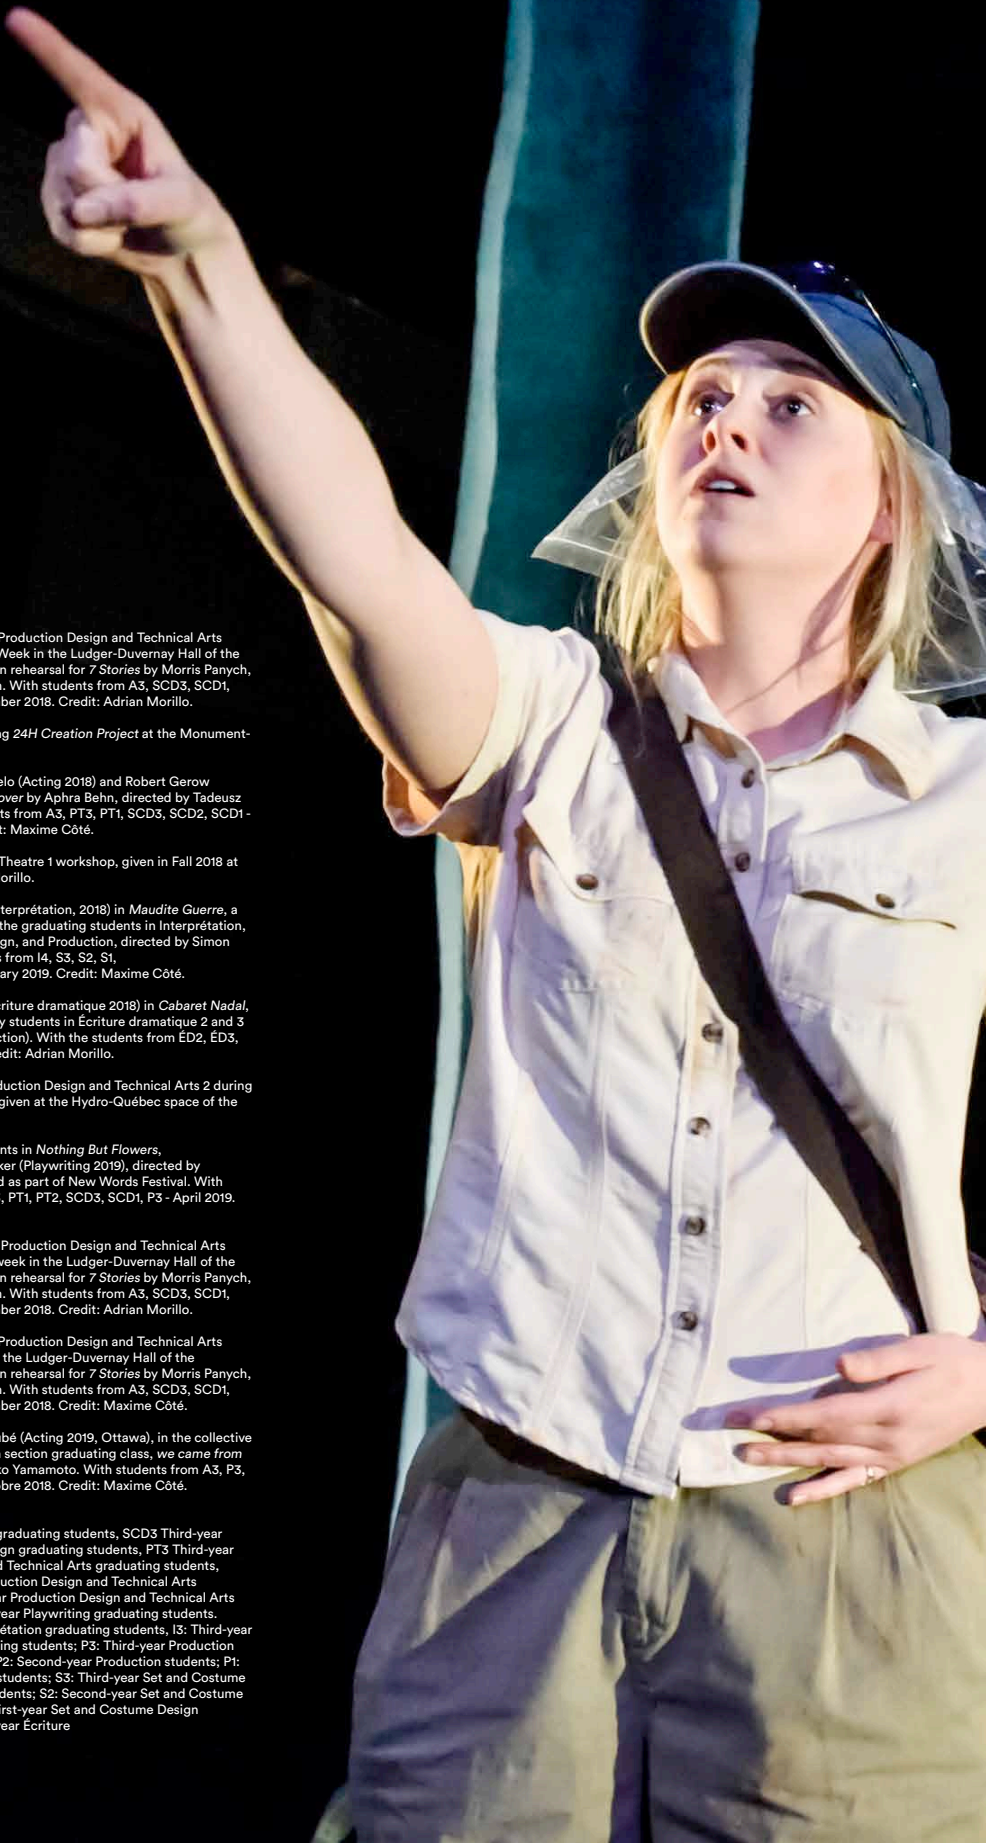 Production Design and Technical Arts
Week in the Ludger-Duvernay Hall of the
n rehearsal for 7 Stories by Morris Panych,
. With students from A3, SCD3, SCD1,
ber 2018. Credit: Adrian Morillo.
g 24H Creation Project at the Monument-
elo (Acting 2018) and Robert Gerow
over by Aphra Behn, directed by Tadeusz
ts from A3, PT3, PT1, SCD3, SCD2, SCD1 -
t: Maxime Côté.
Theatre 1 workshop, given in Fall 2018 at
orillo.
terprétation, 2018) in Maudite Guerre, a
the graduating students in Interprétation,
gn, and Production, directed by Simon
s from I4, S3, S2, S1,
ary 2019. Credit: Maxime Côté.
criture dramatique 2018) in Cabaret Nadal,
y students in Écriture dramatique 2 and 3
ction). With the students from ÉD2, ÉD3,
edit: Adrian Morillo.
duction Design and Technical Arts 2 during
given at the Hydro-Québec space of the
nts in Nothing But Flowers,
ker (Playwriting 2019), directed by
d as part of New Words Festival. With
, PT1, PT2, SCD3, SCD1, P3 - April 2019.
Production Design and Technical Arts
week in the Ludger-Duvernay Hall of the
n rehearsal for 7 Stories by Morris Panych,
. With students from A3, SCD3, SCD1,
ber 2018. Credit: Adrian Morillo.
Production Design and Technical Arts
the Ludger-Duvernay Hall of the
n rehearsal for 7 Stories by Morris Panych,
. With students from A3, SCD3, SCD1,
ber 2018. Credit: Maxime Côté.
ubé (Acting 2019, Ottawa), in the collective
section graduating class, we came from
ko Yamamoto. With students from A3, P3,
obre 2018. Credit: Maxime Côté.
graduating students, SCD3 Third-year
ign graduating students, PT3 Third-year
d Technical Arts graduating students,
uction Design and Technical Arts
r Production Design and Technical Arts
year Playwriting graduating students.
étation graduating students, I3: Third-year
ing students; P3: Third-year Production
P2: Second-year Production students; P1:
students; S3: Third-year Set and Costume
dents; S2: Second-year Set and Costume
irst-year Set and Costume Design
year Écriture